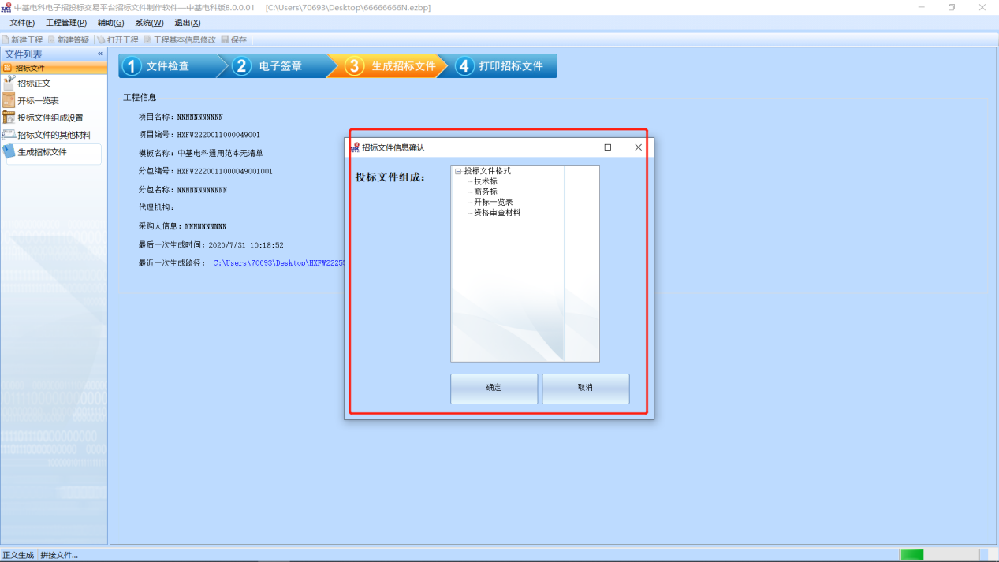 中基电科电子招投标交易平台招标文件制作软件—中基电科版8.0.0.01 [C:\Users\70693\Desktop\66666666N.ezbp]
文件(F) 工程管理(P) 辅助(G) 系统(W) 退出(X)
新建工程 新建答疑 打开工程 工程基本信息修改 保存
文件列表 «
招标文件
招标正文
开标一览表
投标文件组成设置
招标文件的其他材料
生成招标文件
1 文件检查 2 电子签章 3 生成招标文件 4 打印招标文件
工程信息
项目名称：NNNNNNNNNNN
项目编号：HXFW2220011000049001
模板名称：中基电科通用范本无清单
分包编号：HXFW2220011000049001001
分包名称：NNNNNNNNNNNN
代理机构：
采购人信息：NNNNNNNNNN
最后一次生成时间：2020/7/31 10:18:52
最近一次生成路径： C:\Users\70693\Desktop\HXFW2225
招标文件信息确认
投标文件组成：
投标文件格式
技术标
商务标
开标一览表
资格审查材料
确定 取消
正文生成 拼接文件...